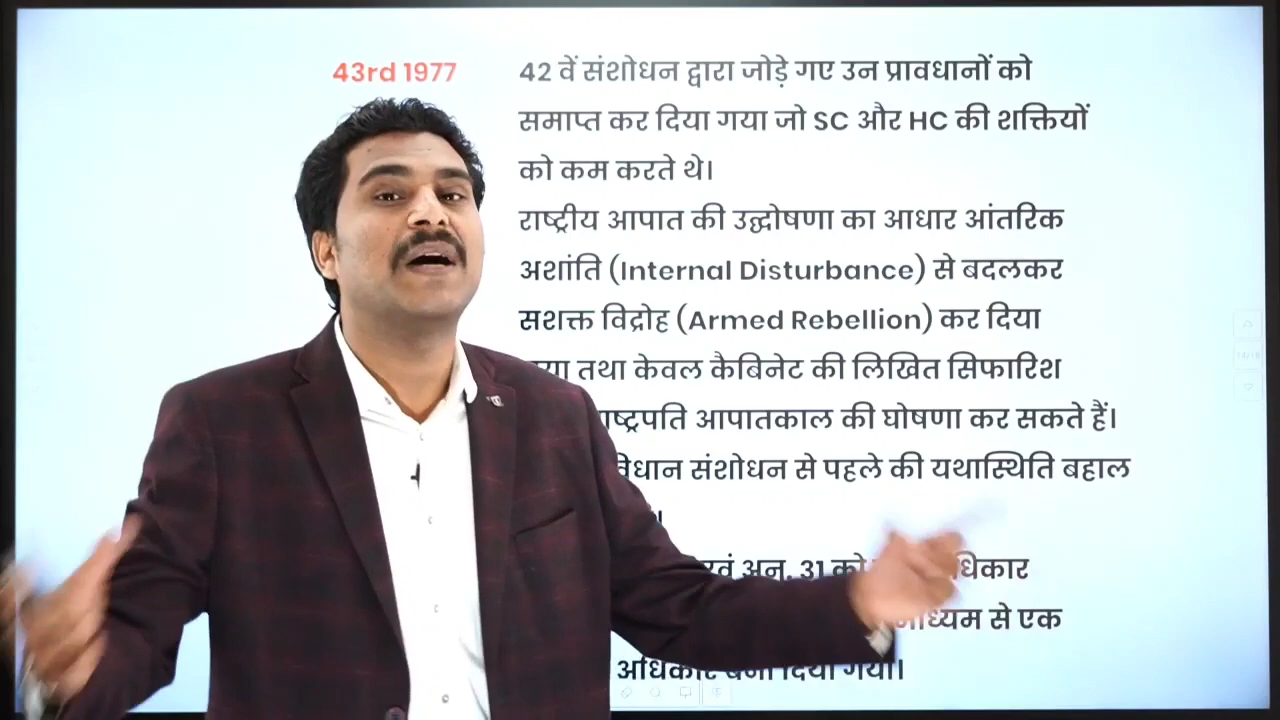 43rd 1977
42 वें संशोधन द्वारा जोड़े गए उन प्रावधानों को
समाप्त कर दिया गया जो SC और HC की शक्तियों
को कम करते थे।
राष्ट्रीय आपात की उद्घोषणा का आधार आंतरिक
अशांति (Internal Disturbance) से बदलकर
सशक्त विद्रोह (Armed Rebellion) कर दिया
तथा केवल कैबिनेट की लिखित सिफारिश
आपातकाल की घोषणा कर सकते हैं।
संशोधन से पहले की यथास्थिति बहाल
अनु. 31 को
से एक
अधिकार बना दिया गया।